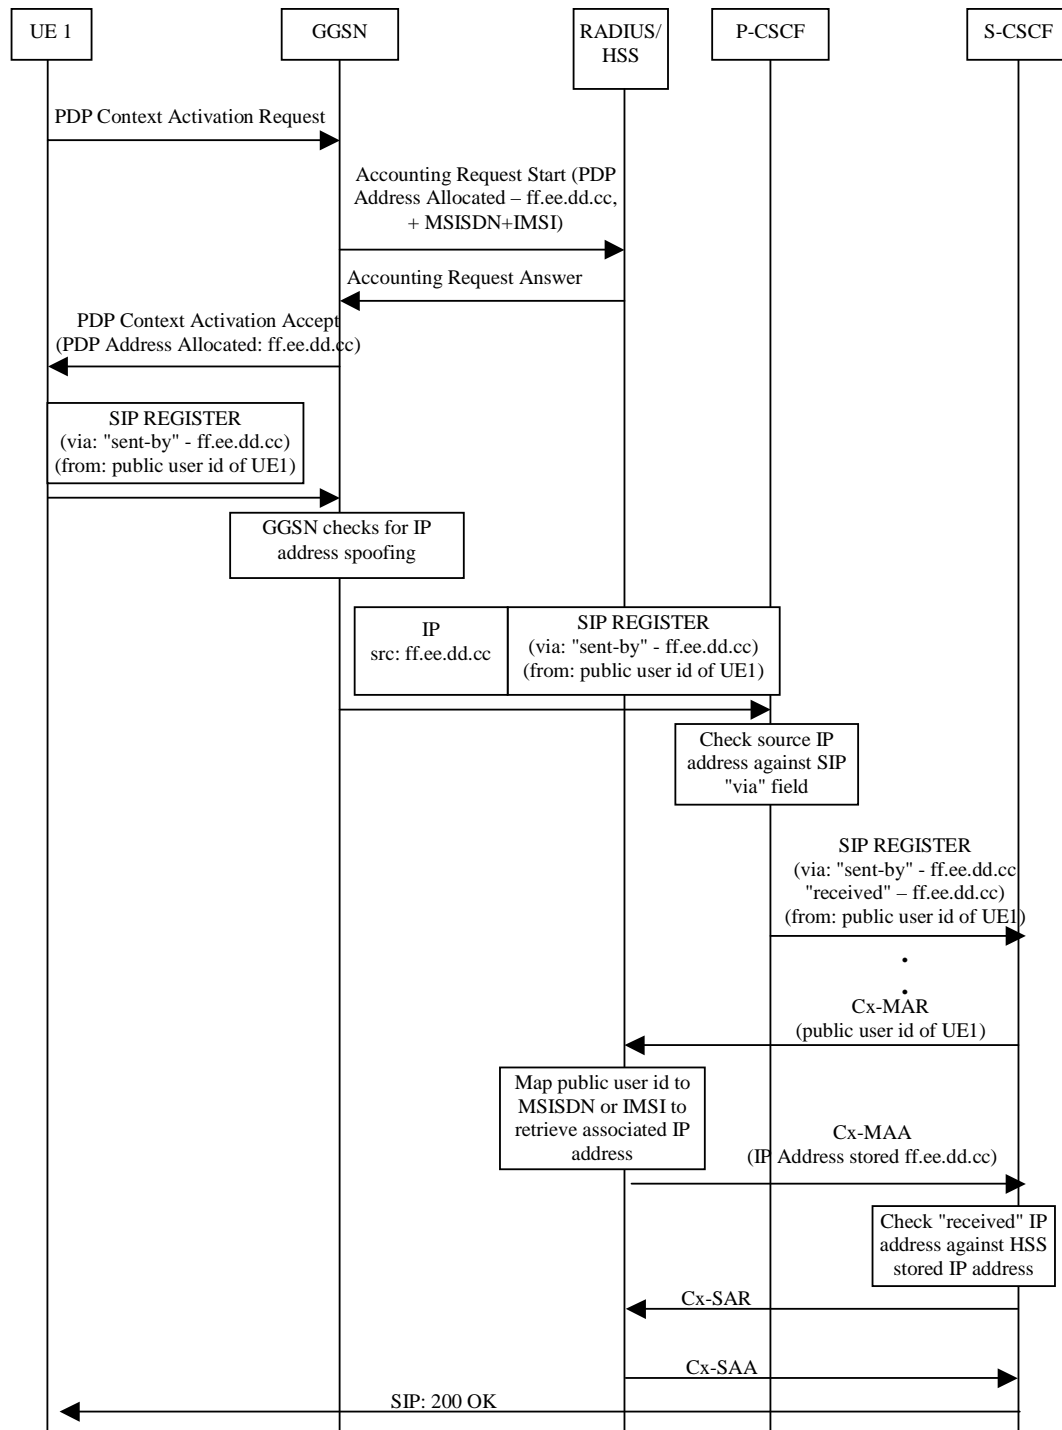 UE 1
GGSN
RADIUS/
HSS
P-CSCF
S-CSCF
PDP Context Activation Request
Accounting Request Start (PDP
Address Allocated – ff.ee.dd.cc,
+ MSISDN+IMSI)
Accounting Request Answer
PDP Context Activation Accept
(PDP Address Allocated: ff.ee.dd.cc)
SIP REGISTER
(via: "sent-by" - ff.ee.dd.cc)
(from: public user id of UE1)
GGSN checks for IP
address spoofing
IP
src: ff.ee.dd.cc
SIP REGISTER
(via: "sent-by" - ff.ee.dd.cc)
(from: public user id of UE1)
Check source IP
address against SIP
"via" field
SIP REGISTER
(via: "sent-by" - ff.ee.dd.cc
"received" – ff.ee.dd.cc)
(from: public user id of UE1)
.
.
Cx-MAR
(public user id of UE1)
Map public user id to
MSISDN or IMSI to
retrieve associated IP
address
Cx-MAA
(IP Address stored ff.ee.dd.cc)
Check "received" IP
address against HSS
stored IP address
Cx-SAR
Cx-SAA
SIP: 200 OK